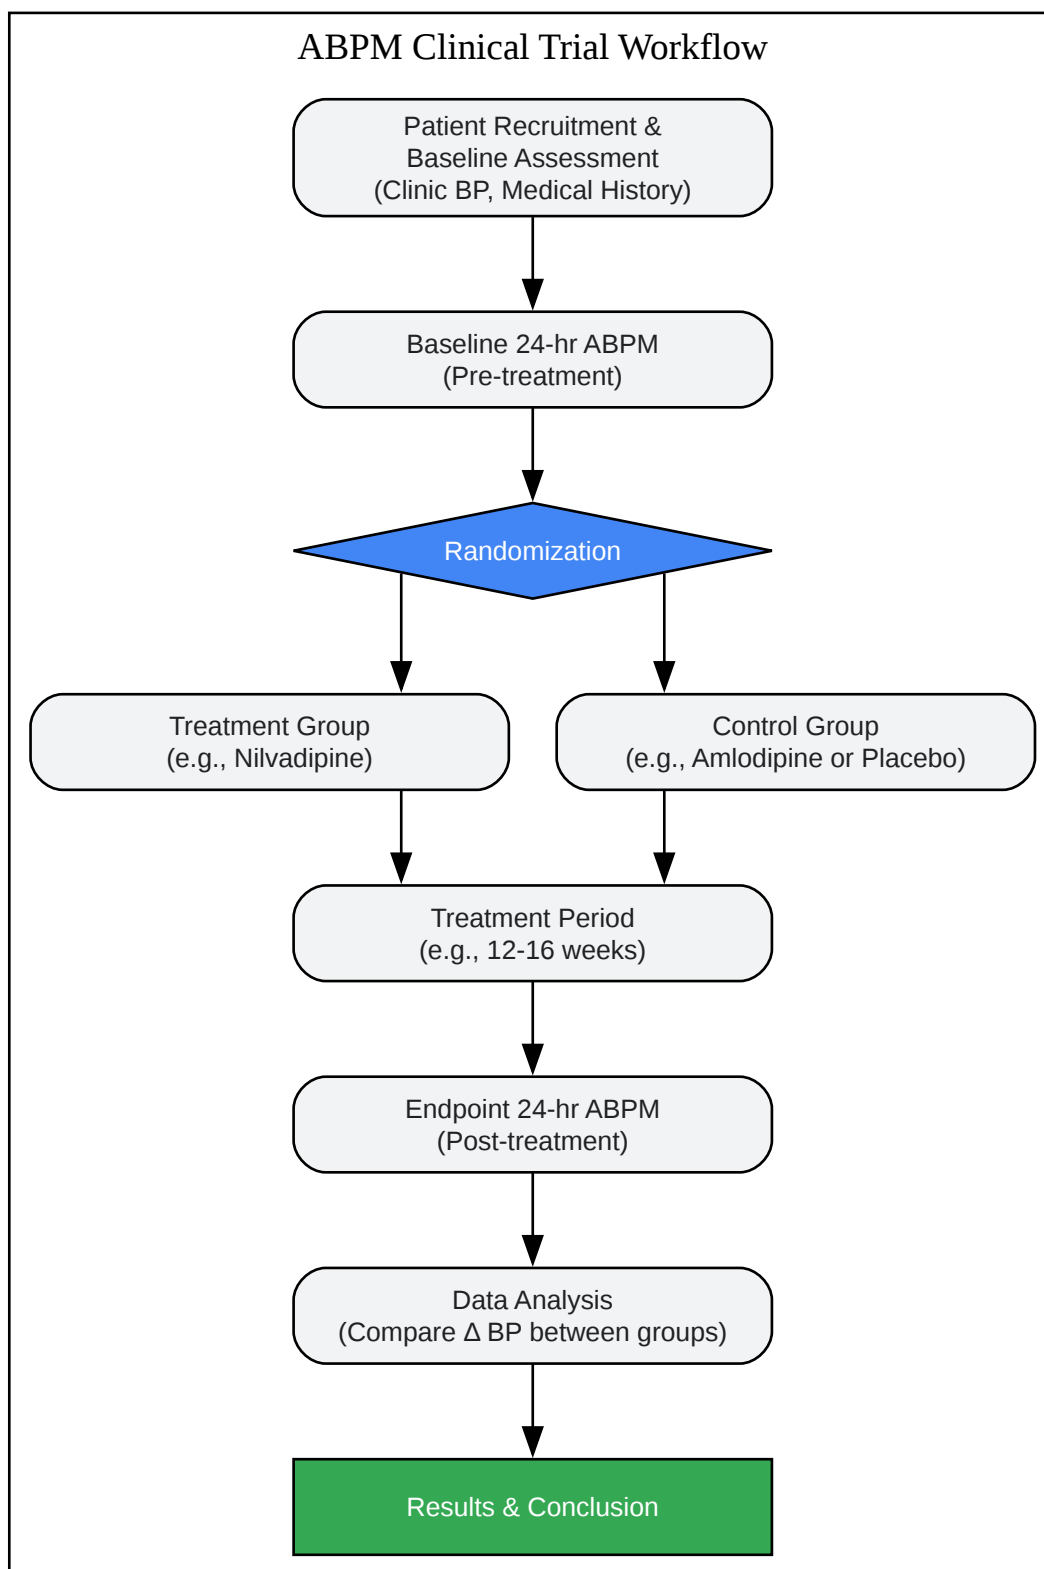 ABPM Clinical Trial Workflow
Patient Recruitment &
Baseline Assessment
(Clinic BP, Medical History)
Baseline 24-hr ABPM
(Pre-treatment)
Randomization
Treatment Group
(e.g., Nilvadipine)
Control Group
(e.g., Amlodipine or Placebo)
Treatment Period
(e.g., 12-16 weeks)
Endpoint 24-hr ABPM
(Post-treatment)
Data Analysis
(Compare Δ BP between groups)
Results & Conclusion